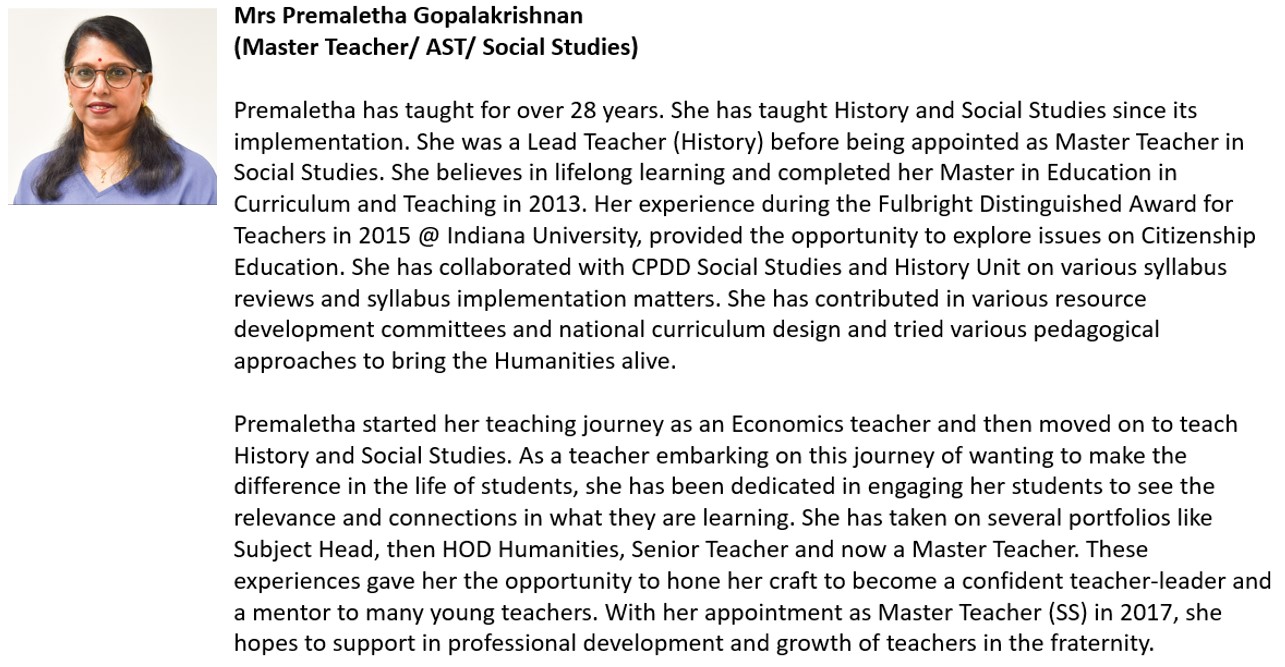 Mrs Premaletha Gopalakrishnan
(Master Teacher/ AST/ Social Studies)
Premaletha has taught for over 28 years. She has taught History and Social Studies since its
implementation. She was a Lead Teacher (History) before being appointed as Master Teacher in
Social Studies. She believes in lifelong learning and completed her Master in Education in
Curriculum and Teaching in 2013. Her experience during the Fulbright Distinguished Award for
Teachers in 2015 @ Indiana University, provided the opportunity to explore issues on Citizenship
Education. She has collaborated with CPDD Social Studies and History Unit on various syllabus
reviews and syllabus implementation matters. She has contributed in various resource
development committees and national curriculum design and tried various pedagogical
approaches to bring the Humanities alive.
Premaletha started her teaching journey as an Economics teacher and then moved on to teach
History and Social Studies. As a teacher embarking on this journey of wanting to make the
difference in the life of students, she has been dedicated in engaging her students to see the
relevance and connections in what they are learning. She has taken on several portfolios like
Subject Head, then HOD Humanities, Senior Teacher and now a Master Teacher. These
experiences gave her the opportunity to hone her craft to become a confident teacher-leader and
a mentor to many young teachers. With her appointment as Master Teacher (SS) in 2017, she
hopes to support in professional development and growth of teachers in the fraternity.